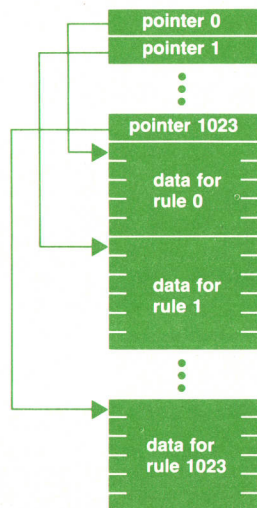 pointer 0
pointer 1
pointer 1023
data for
rule 0
data for
rule 1
data for
rule 1023